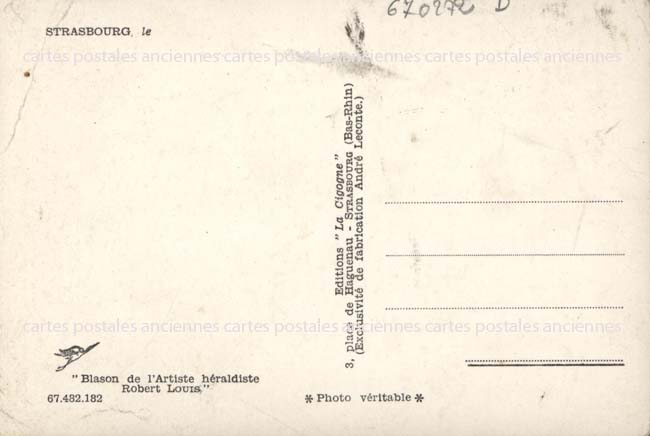 670272 D
STRASBOURG, le
cartes postales anciennes cartes postales anciennes cartes postales anciennes
Editions " La Cigogne "
3, place de Haguenau - STRASBOURG (Bas-Rhin)
(Exclusivité de fabrication André Leconte.)
cartes postales anciennes cartes postales anciennes cartes postales anciennes
" Blason de l'Artiste héraldiste
Robert LOUIS "
67.482.182
* Photo véritable *